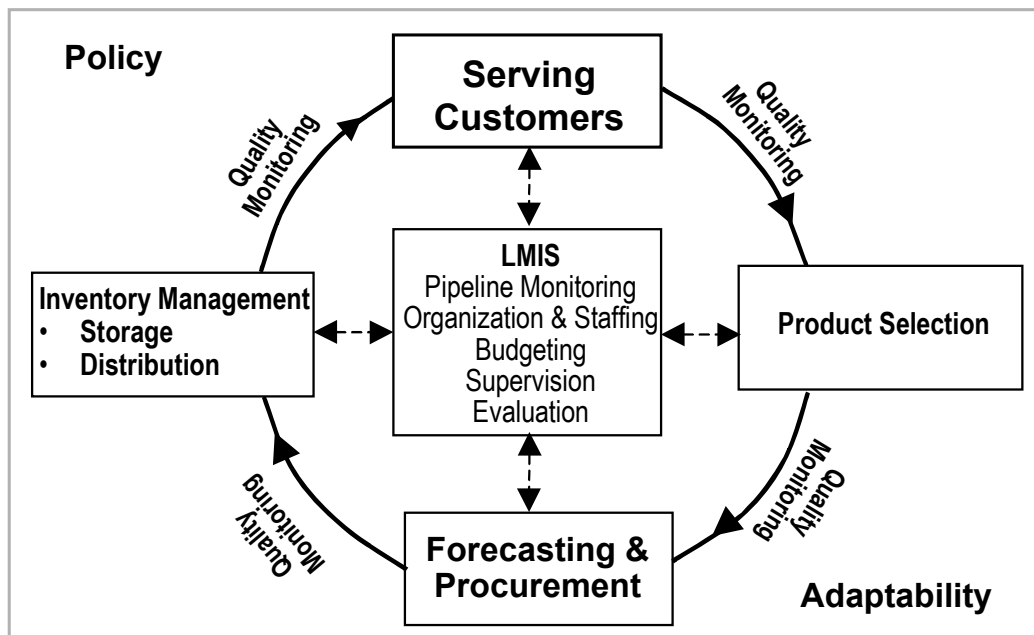 Policy
Serving
Customers
Quality
Monitoring
Quality
Monitoring
Inventory Management
• Storage
• Distribution
LMIS
Pipeline Monitoring
Organization & Staffing
Budgeting
Supervision
Evaluation
Product Selection
Quality
Monitoring
Quality
Monitoring
Forecasting &
Procurement
Adaptability